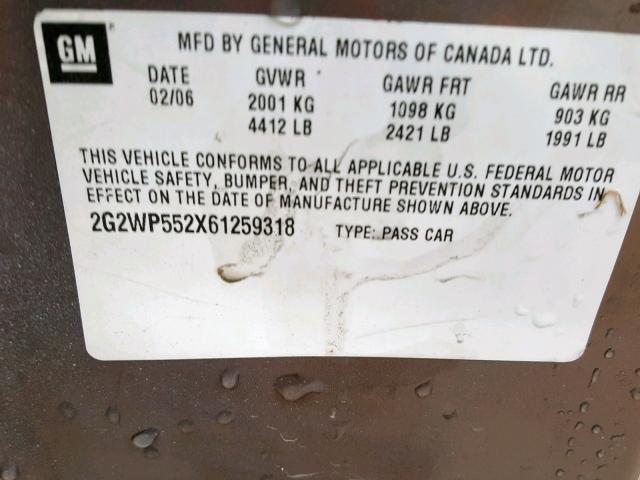 GM
MFD BY GENERAL MOTORS OF CANADA LTD.
DATE GVWR GAWR FRT GAWR RR
02/06 2001 KG 1098 KG 903 KG
4412 LB 2421 LB 1991 LB
THIS VEHICLE CONFORMS TO ALL APPLICABLE U.S. FEDERAL MOTOR
VEHICLE SAFETY, BUMPER, AND THEFT PREVENTION STANDARDS IN
EFFECT ON THE DATE OF MANUFACTURE SHOWN ABOVE.
2G2WP552X61259318 TYPE: PASS CAR